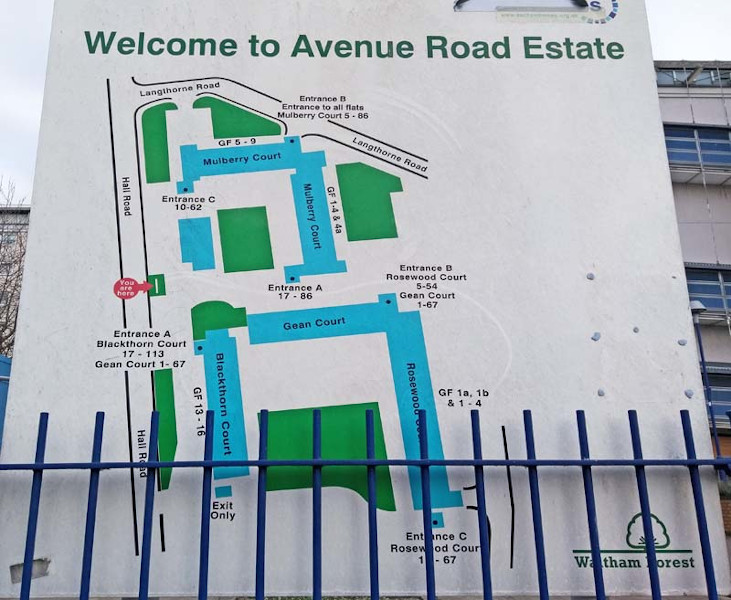 S
Welcome to Avenue Road Estate
Langthorne Road
Entrance B
Entrance to all flats
Mulberry Court 5 - 86
Langthorne Road
GF 5 - 9
Mulberry Court
Hall Road
Entrance C
10-62
Mulberry Court
GF 1-4 & 4a
You
are
here
Entrance A
17 - 86
Entrance B
Rosewood Court
5-54
Gean Court
1-67
Gean Court
Entrance A
Blackthorn Court
17 - 113
Gean Court 1- 67
Blackthorn Court
GF 13 - 16
Rosewood
GF 1a, 1b
& 1 - 4
Hall Road
Exit
Only
Entrance C
Rosewood Court
- 67
Waltham Forest